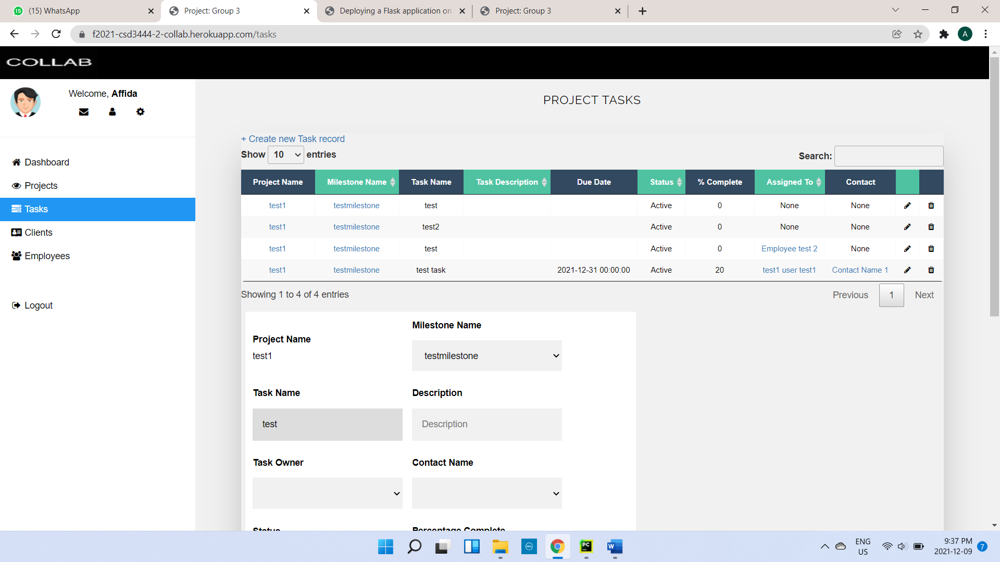 (15) WhatsApp
Project: Group 3
Deploying a Flask application on
Project: Group 3
f2021-csd3444-2-collab.herokuapp.com/tasks
A
COLLAB
Welcome, Affida
PROJECT TASKS
Dashboard
Projects
Tasks
Clients
Employees
Logout
+ Create new Task record
Show 10 entries
Search:
Project Name Milestone Name Task Name Task Description Due Date Status % Complete Assigned To Contact
test1 testmilestone test Active 0 None None
test1 testmilestone test2 Active 0 None None
test1 testmilestone test Active 0 Employee test 2 None
test1 testmilestone test task 2021-12-31 00:00:00 Active 20 test1 user test1 Contact Name 1
Showing 1 to 4 of 4 entries
Previous 1 Next
Project Name
test1
Milestone Name
testmilestone
Task Name
test
Description
Description
Task Owner
Contact Name
Status
Percentage Complete
ENG
US
9:37 PM
2021-12-09
7